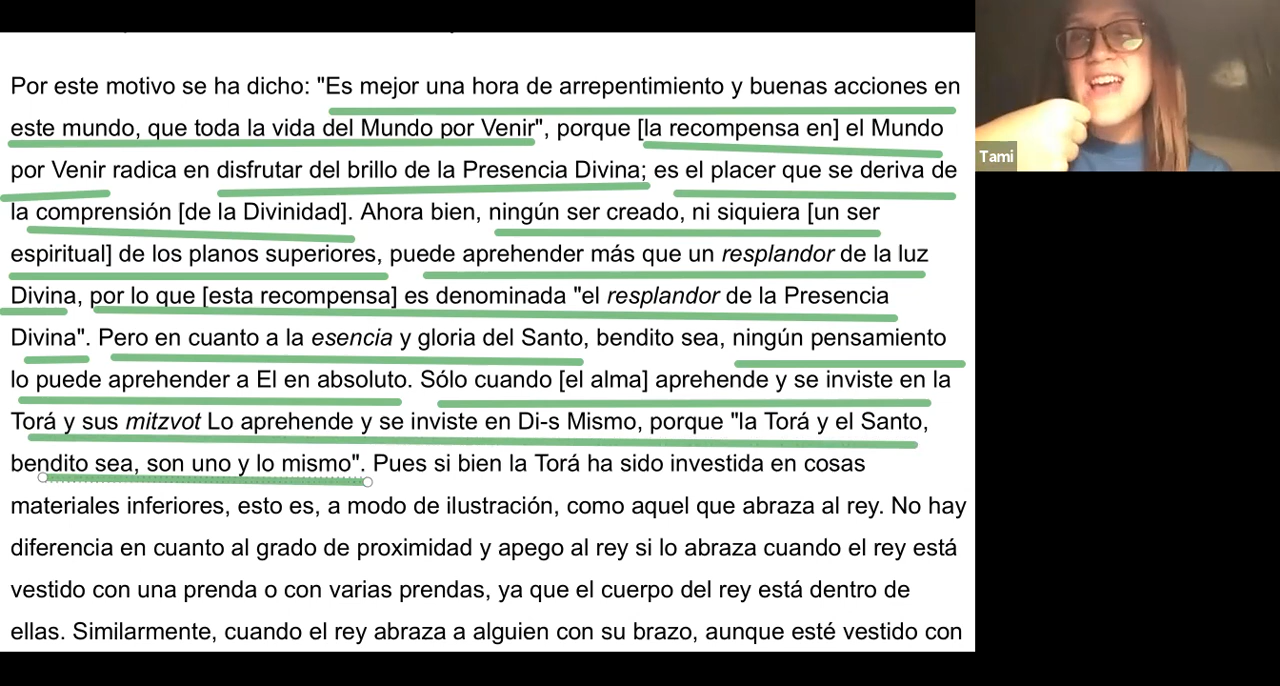 Por este motivo se ha dicho: "Es mejor una hora de arrepentimiento y buenas acciones en
este mundo, que toda la vida del Mundo por Venir", porque [la recompensa en] el Mundo
por Venir radica en disfrutar del brillo de la Presencia Divina; es el placer que se deriva de
la comprensión [de la Divinidad]. Ahora bien, ningún ser creado, ni siquiera [un ser
espiritual] de los planos superiores, puede aprehender más que un resplandor de la luz
Divina, por lo que [esta recompensa] es denominada "el resplandor de la Presencia
Divina". Pero en cuanto a la esencia y gloria del Santo, bendito sea, ningún pensamiento
lo puede aprehender a El en absoluto. Sólo cuando [el alma] aprehende y se inviste en la
Torá y sus mitzvot Lo aprehende y se inviste en Di-s Mismo, porque "la Torá y el Santo,
bendito sea, son uno y lo mismo". Pues si bien la Torá ha sido investida en cosas
materiales inferiores, esto es, a modo de ilustración, como aquel que abraza al rey. No hay
diferencia en cuanto al grado de proximidad y apego al rey si lo abraza cuando el rey está
vestido con una prenda o con varias prendas, ya que el cuerpo del rey está dentro de
ellas. Similarmente, cuando el rey abraza a alguien con su brazo, aunque esté vestido con
Tami